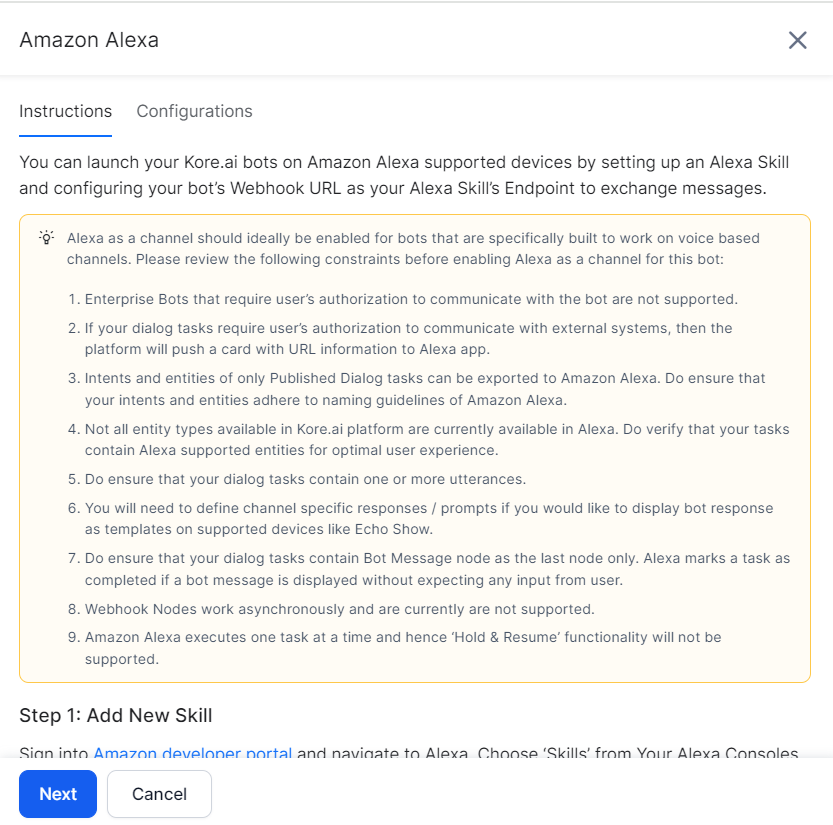 Amazon Alexa
Instructions
Configurations
You can launch your Kore.ai bots on Amazon Alexa supported devices by setting up an Alexa Skill
and configuring your bot’s Webhook URL as your Alexa Skill’s Endpoint to exchange messages.
Alexa as a channel should ideally be enabled for bots that are specifically built to work on voice based
channels. Please review the following constraints before enabling Alexa as a channel for this bot:
1. Enterprise Bots that require user’s authorization to communicate with the bot are not supported.
2. If your dialog tasks require user’s authorization to communicate with external systems, then the
platform will push a card with URL information to Alexa app.
3. Intents and entities of only Published Dialog tasks can be exported to Amazon Alexa. Do ensure that
your intents and entities adhere to naming guidelines of Amazon Alexa.
4. Not all entity types available in Kore.ai platform are currently available in Alexa. Do verify that your tasks
contain Alexa supported entities for optimal user experience.
5. Do ensure that your dialog tasks contain one or more utterances.
6. You will need to define channel specific responses / prompts if you would like to display bot response
as templates on supported devices like Echo Show.
7. Do ensure that your dialog tasks contain Bot Message node as the last node only. Alexa marks a task as
completed if a bot message is displayed without expecting any input from user.
8. Webhook Nodes work asynchronously and are currently are not supported.
9. Amazon Alexa executes one task at a time and hence ‘Hold & Resume’ functionality will not be
supported.
Step 1: Add New Skill
Sign into Amazon developer portal and navigate to Alexa. Choose ‘Skills’ from Your Alexa Consoles
Next
Cancel